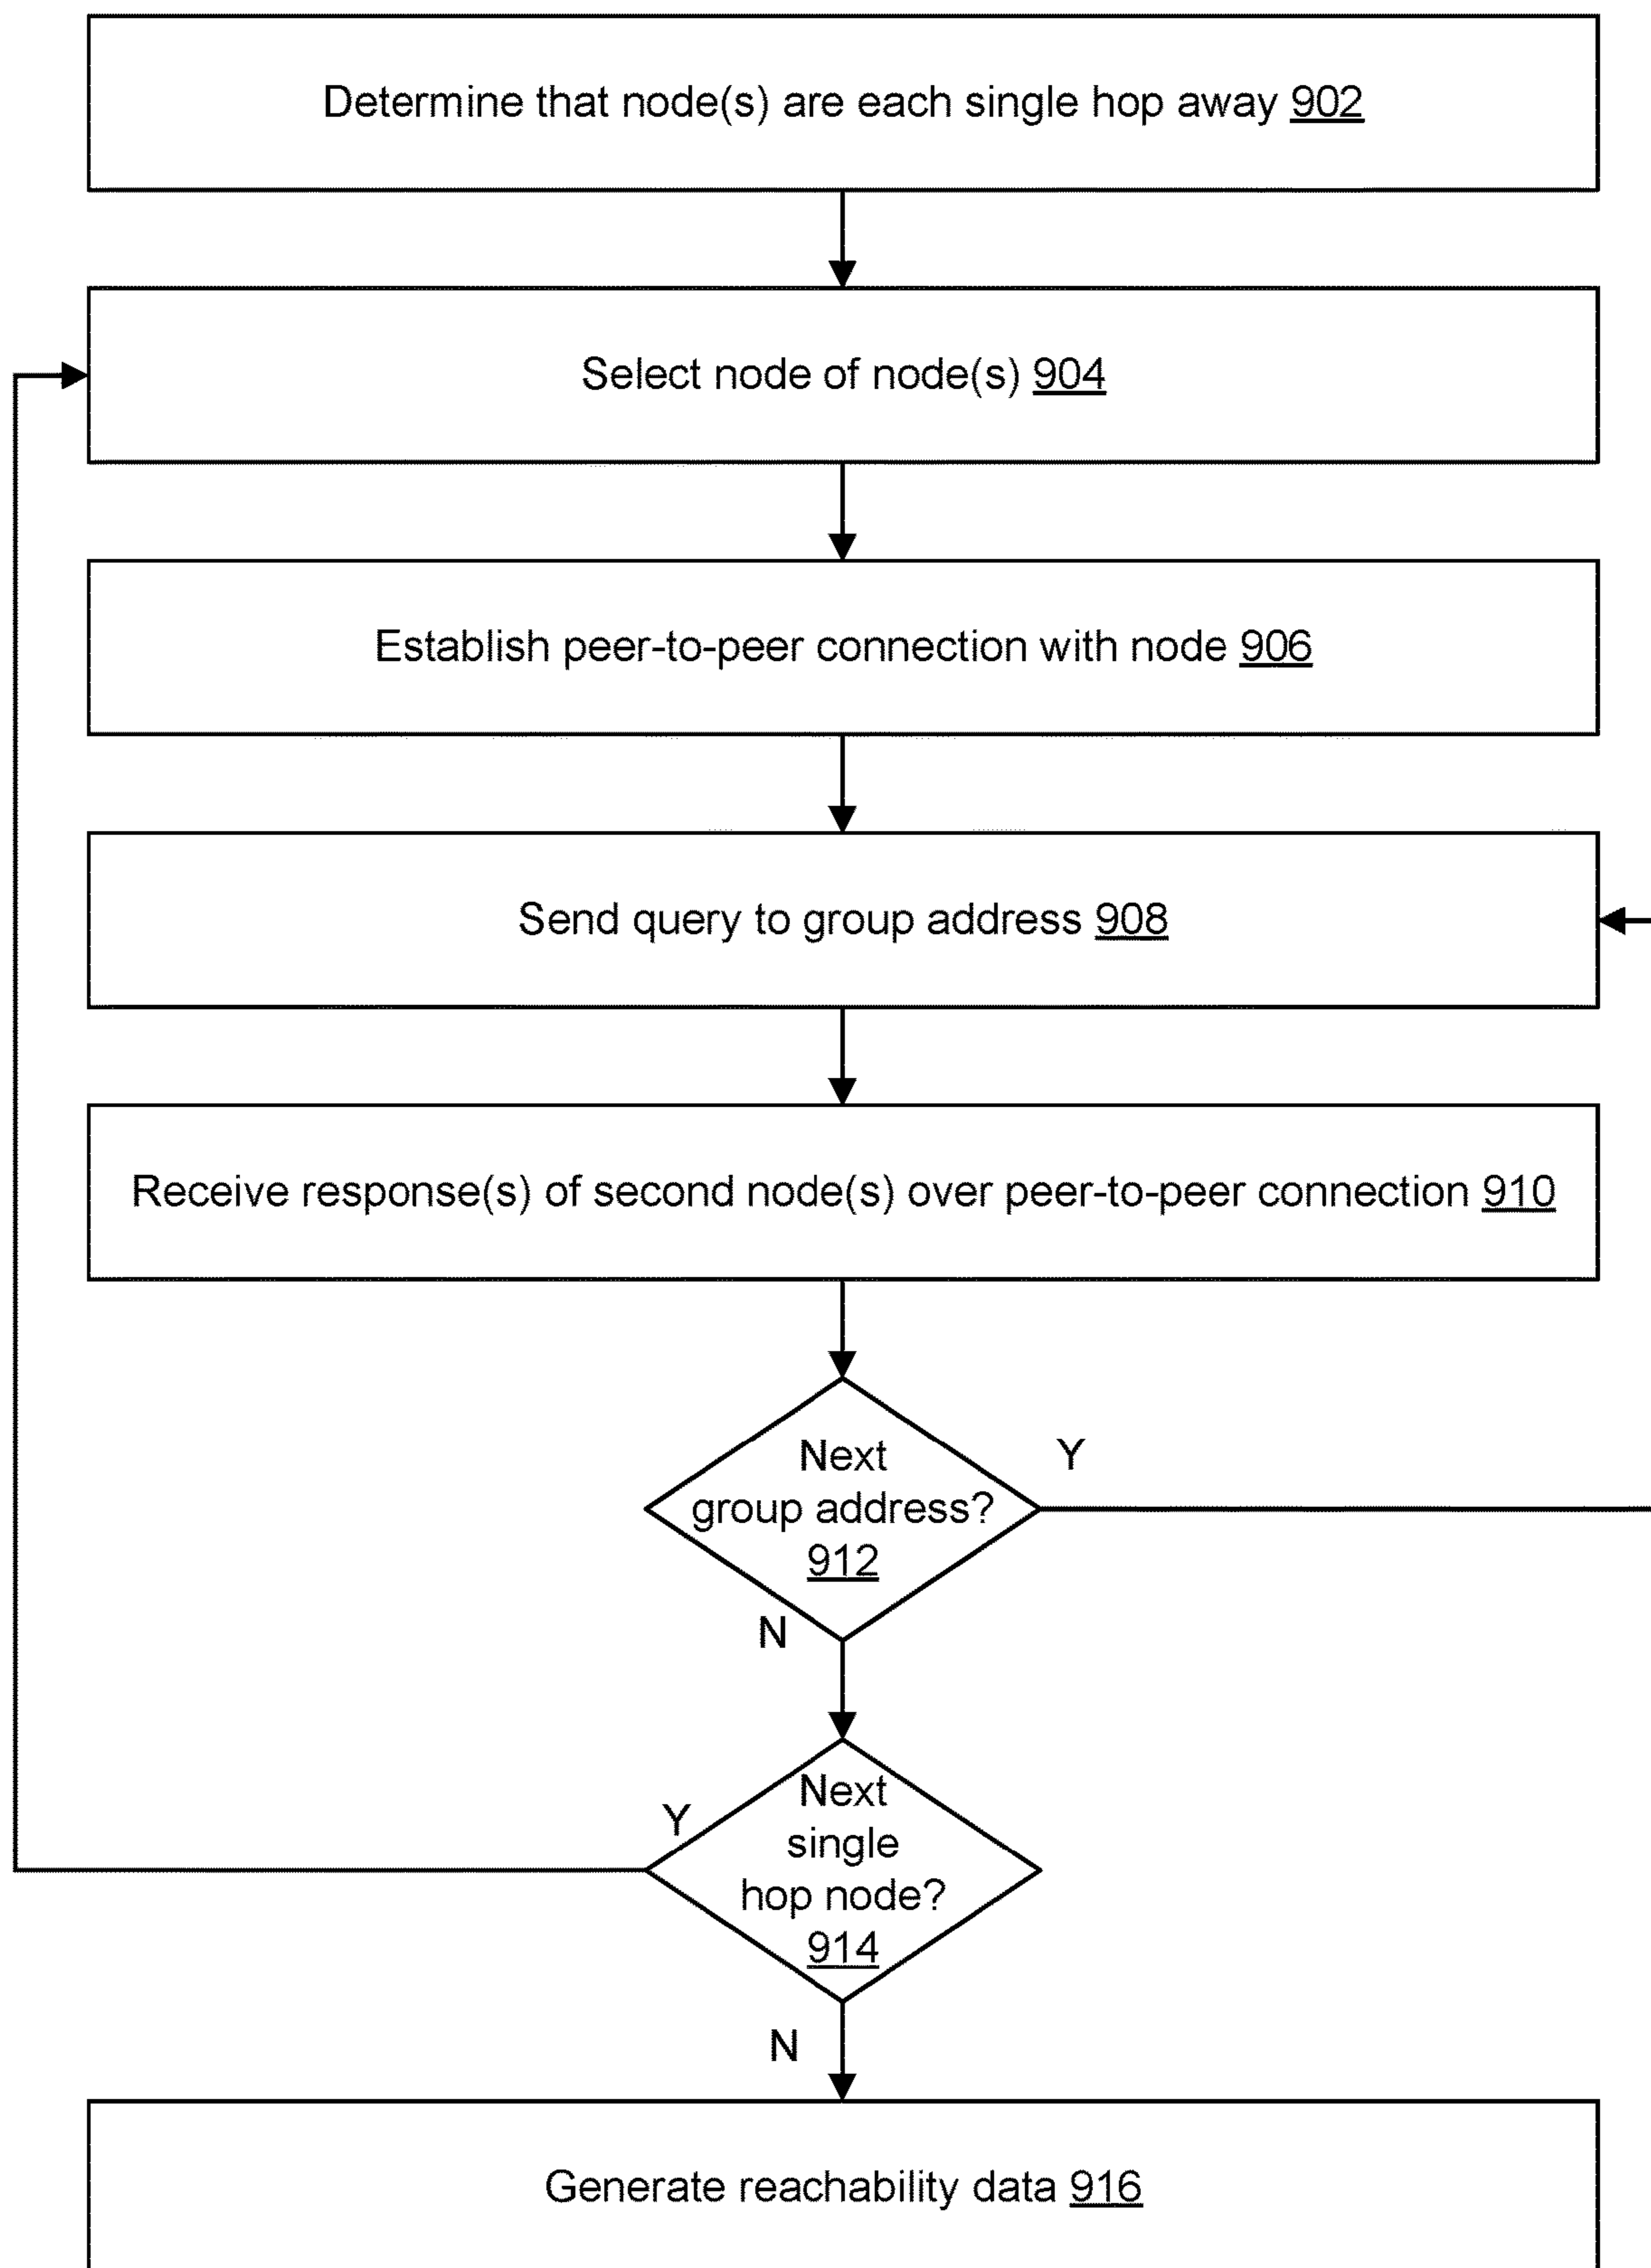 Determine that node(s) are each single hop away 902
Select node of node(s) 904
Establish peer-to-peer connection with node 906
Send query to group address 908
Receive response(s) of second node(s) over peer-to-peer connection 910
Next
Y
group address?
912
N
Next
Y
single
hop node?
914
N
Generate reachability data 916